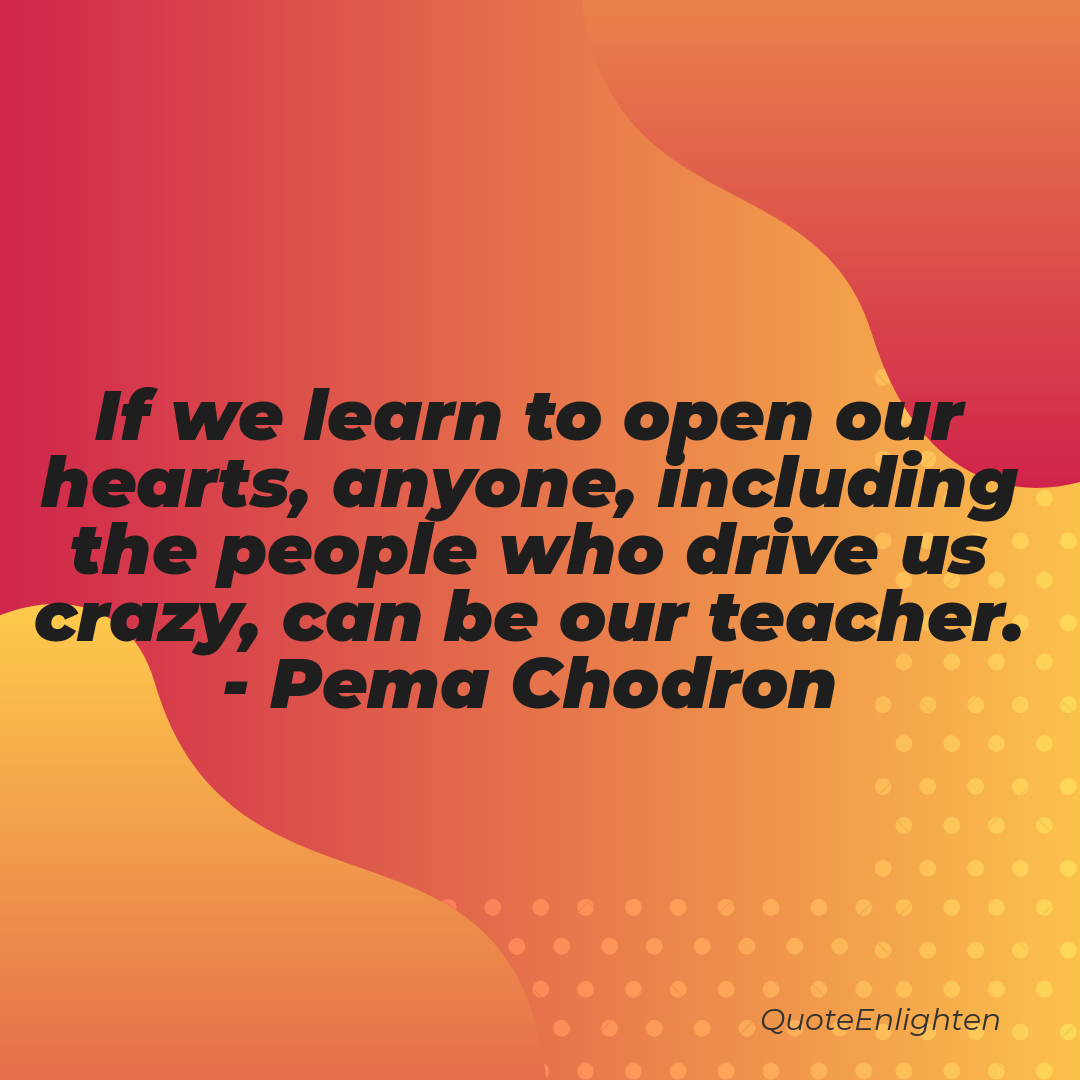 If we learn to open our
hearts, anyone, including
the people who drive us
crazy, can be our teacher.
- Pema Chodron
QuoteEnlighten